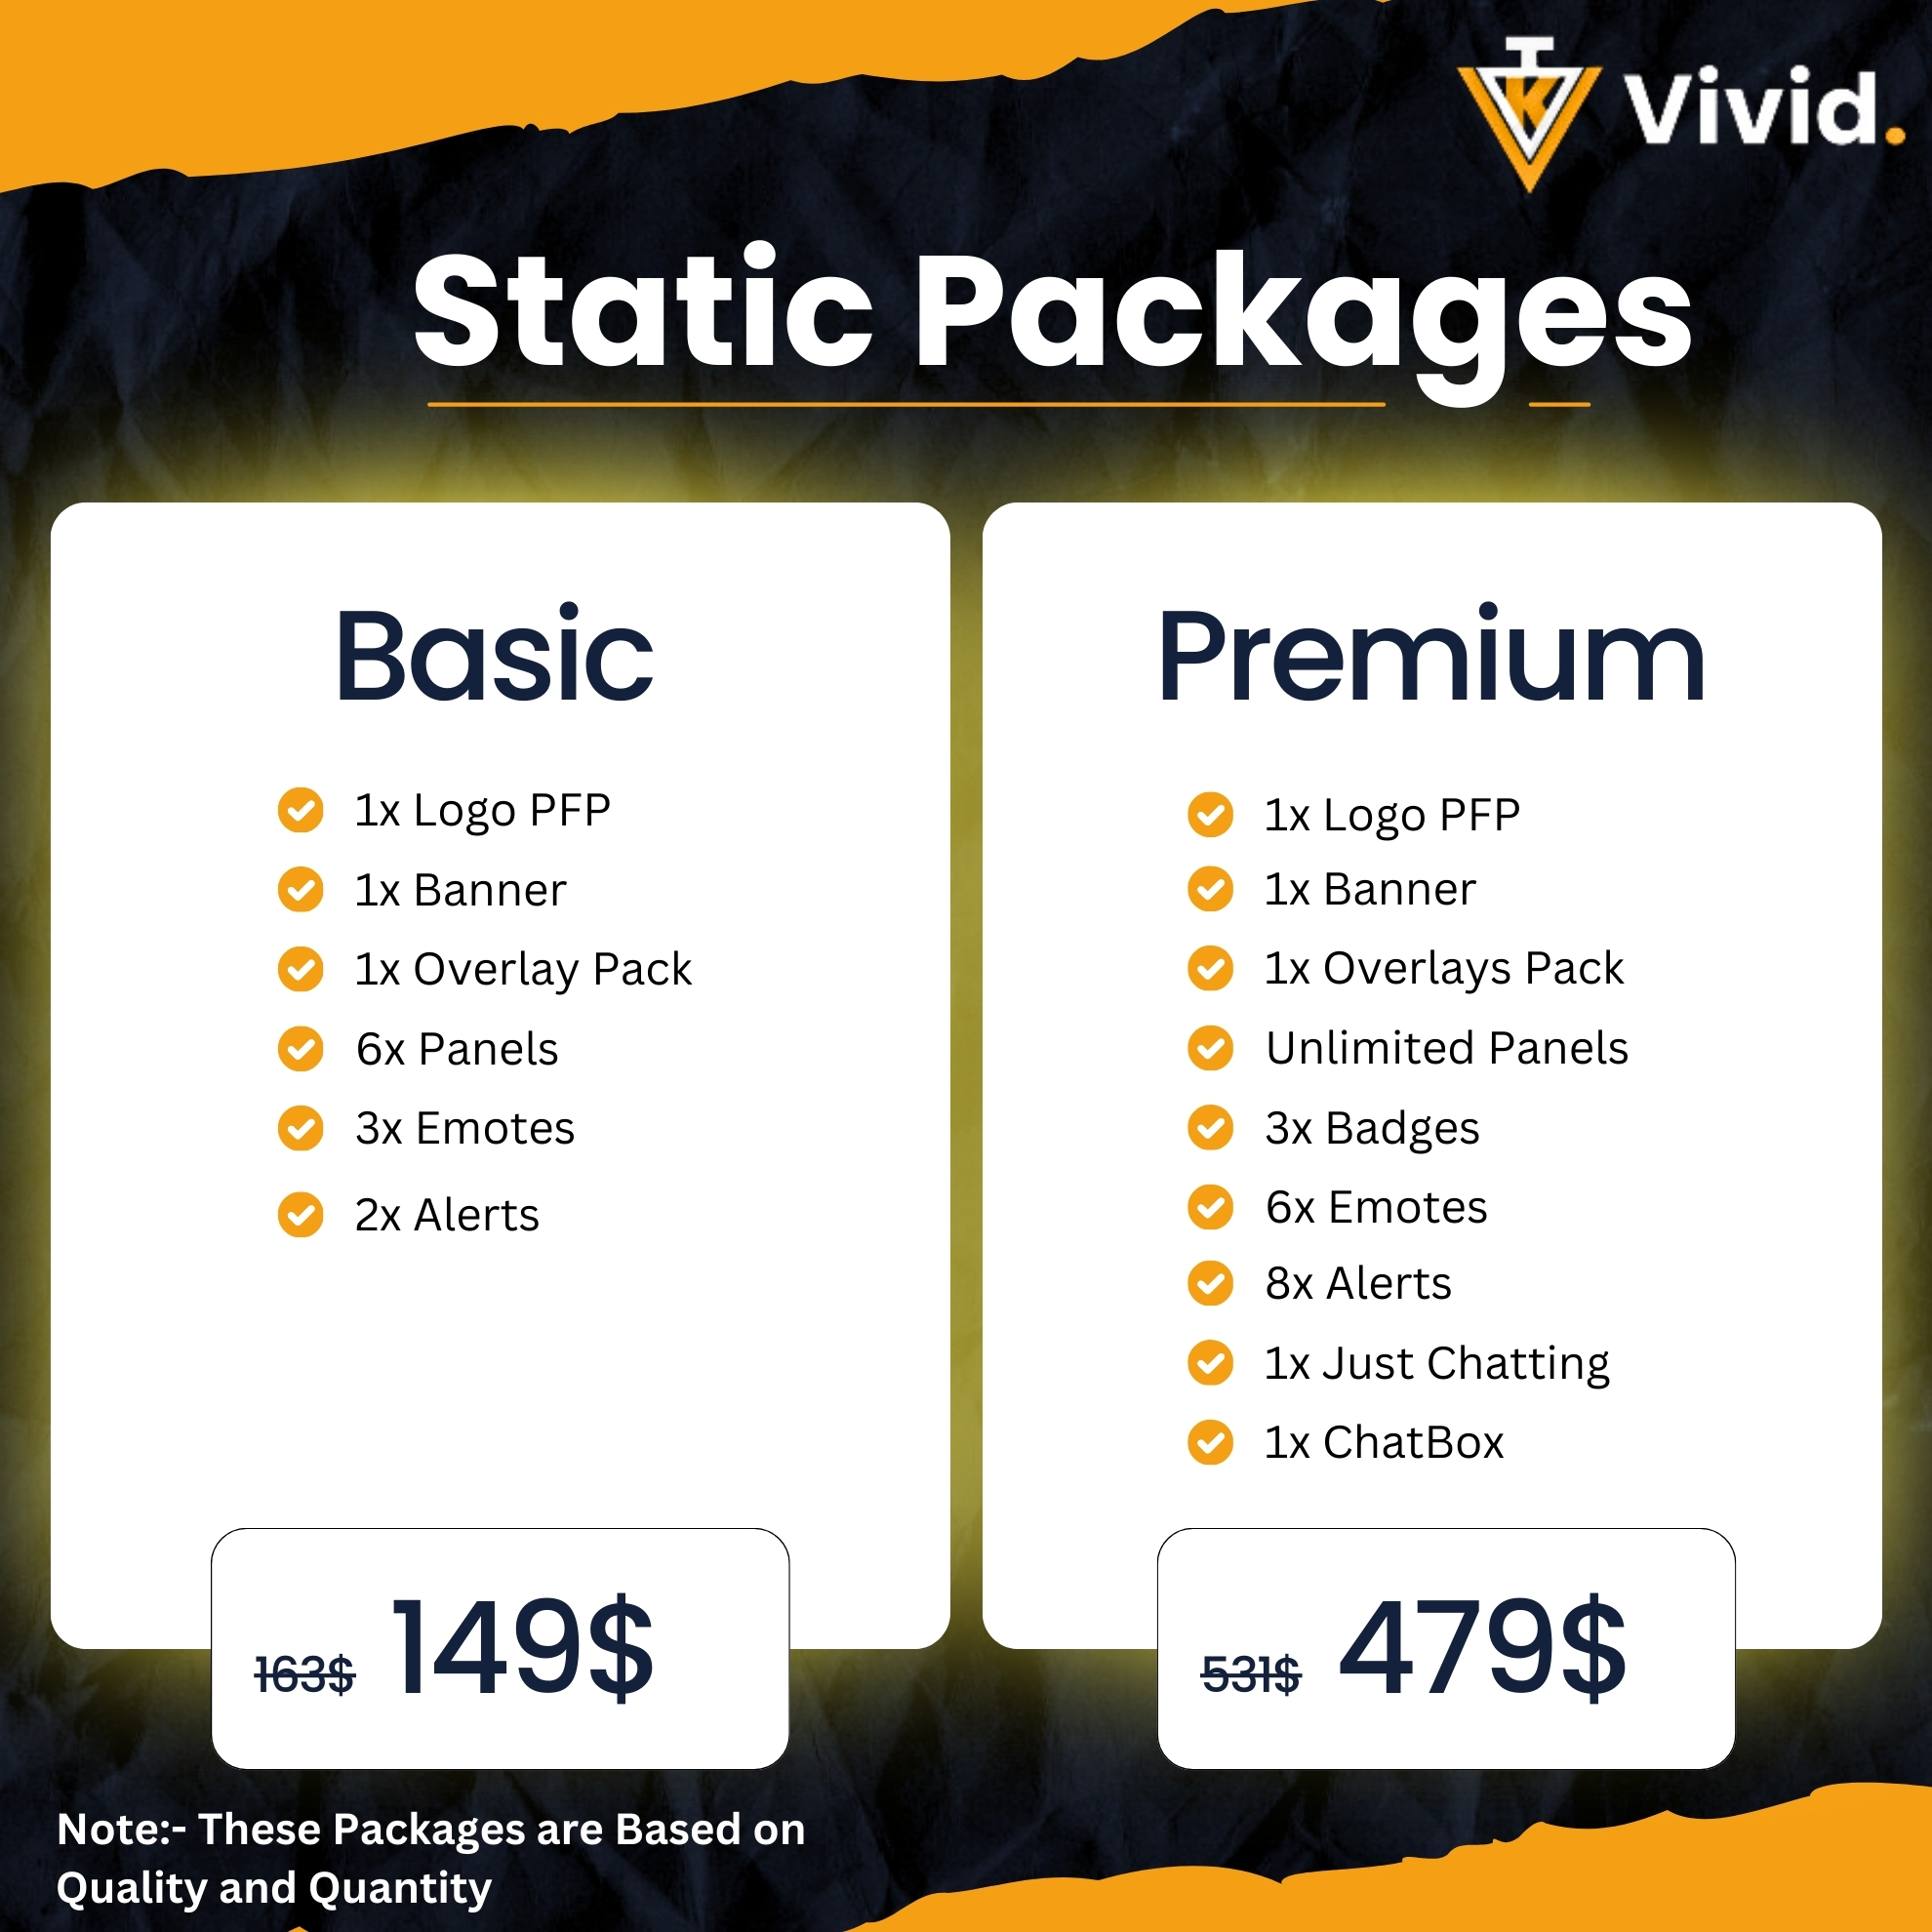 Vivid.
Static Packages
Basic
1x Logo PFP
1x Banner
1x Overlay Pack
6x Panels
3x Emotes
2x Alerts
163$ 149$
Premium
1x Logo PFP
1x Banner
1x Overlays Pack
Unlimited Panels
3x Badges
6x Emotes
8x Alerts
1x Just Chatting
1x ChatBox
531$ 479$
Note:- These Packages are Based on
Quality and Quantity